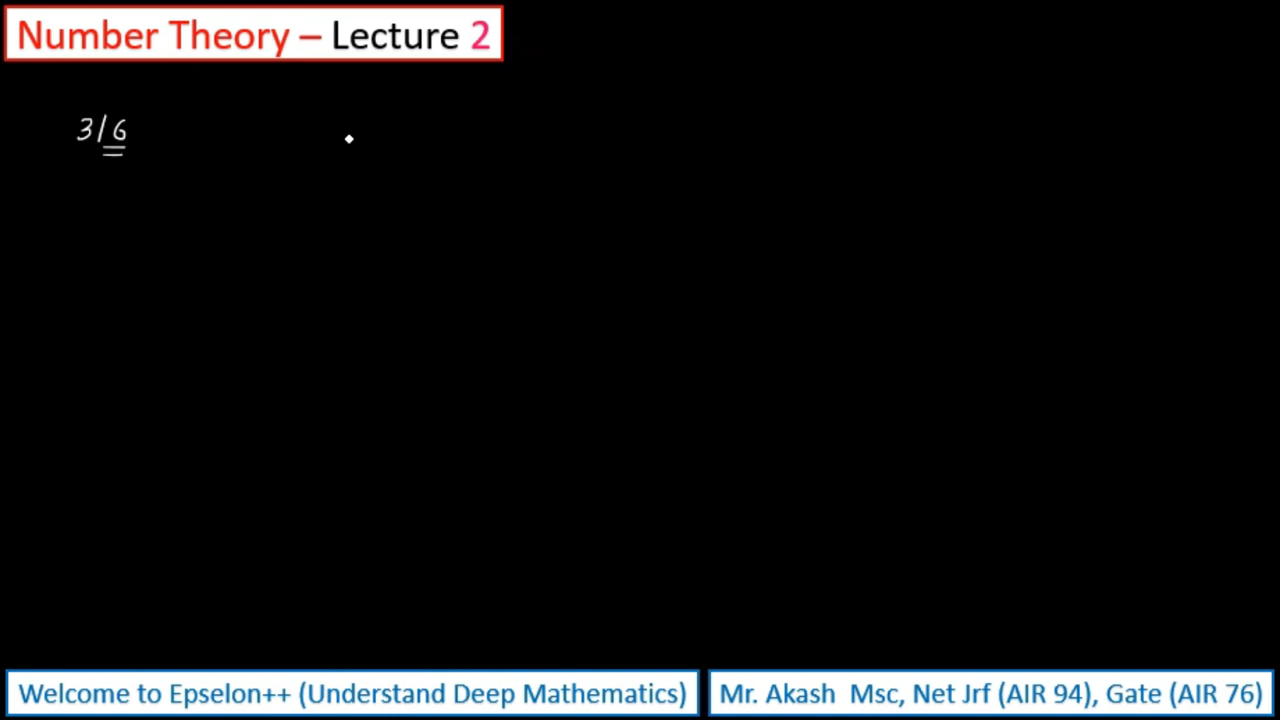 Number Theory – Lecture 2
3/6
Welcome to Epselon++ (Understand Deep Mathematics)
Mr. Akash Msc, Net Jrf (AIR 94), Gate (AIR 76)